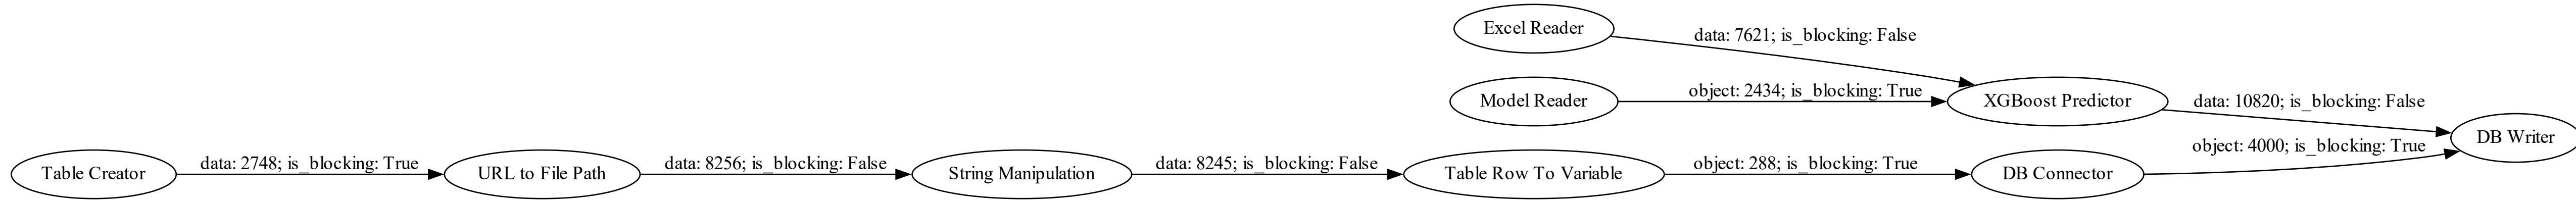 Excel Reader
data: 7621; is_blocking: False
Model Reader
object: 2434; is_blocking: True
XGBoost Predictor
data: 10820; is_blocking: False
DB Writer
object: 4000; is_blocking: True
Table Creator
data: 2748; is_blocking: True
URL to File Path
data: 8256; is_blocking: False
String Manipulation
data: 8245; is_blocking: False
Table Row To Variable
object: 288; is_blocking: True
DB Connector